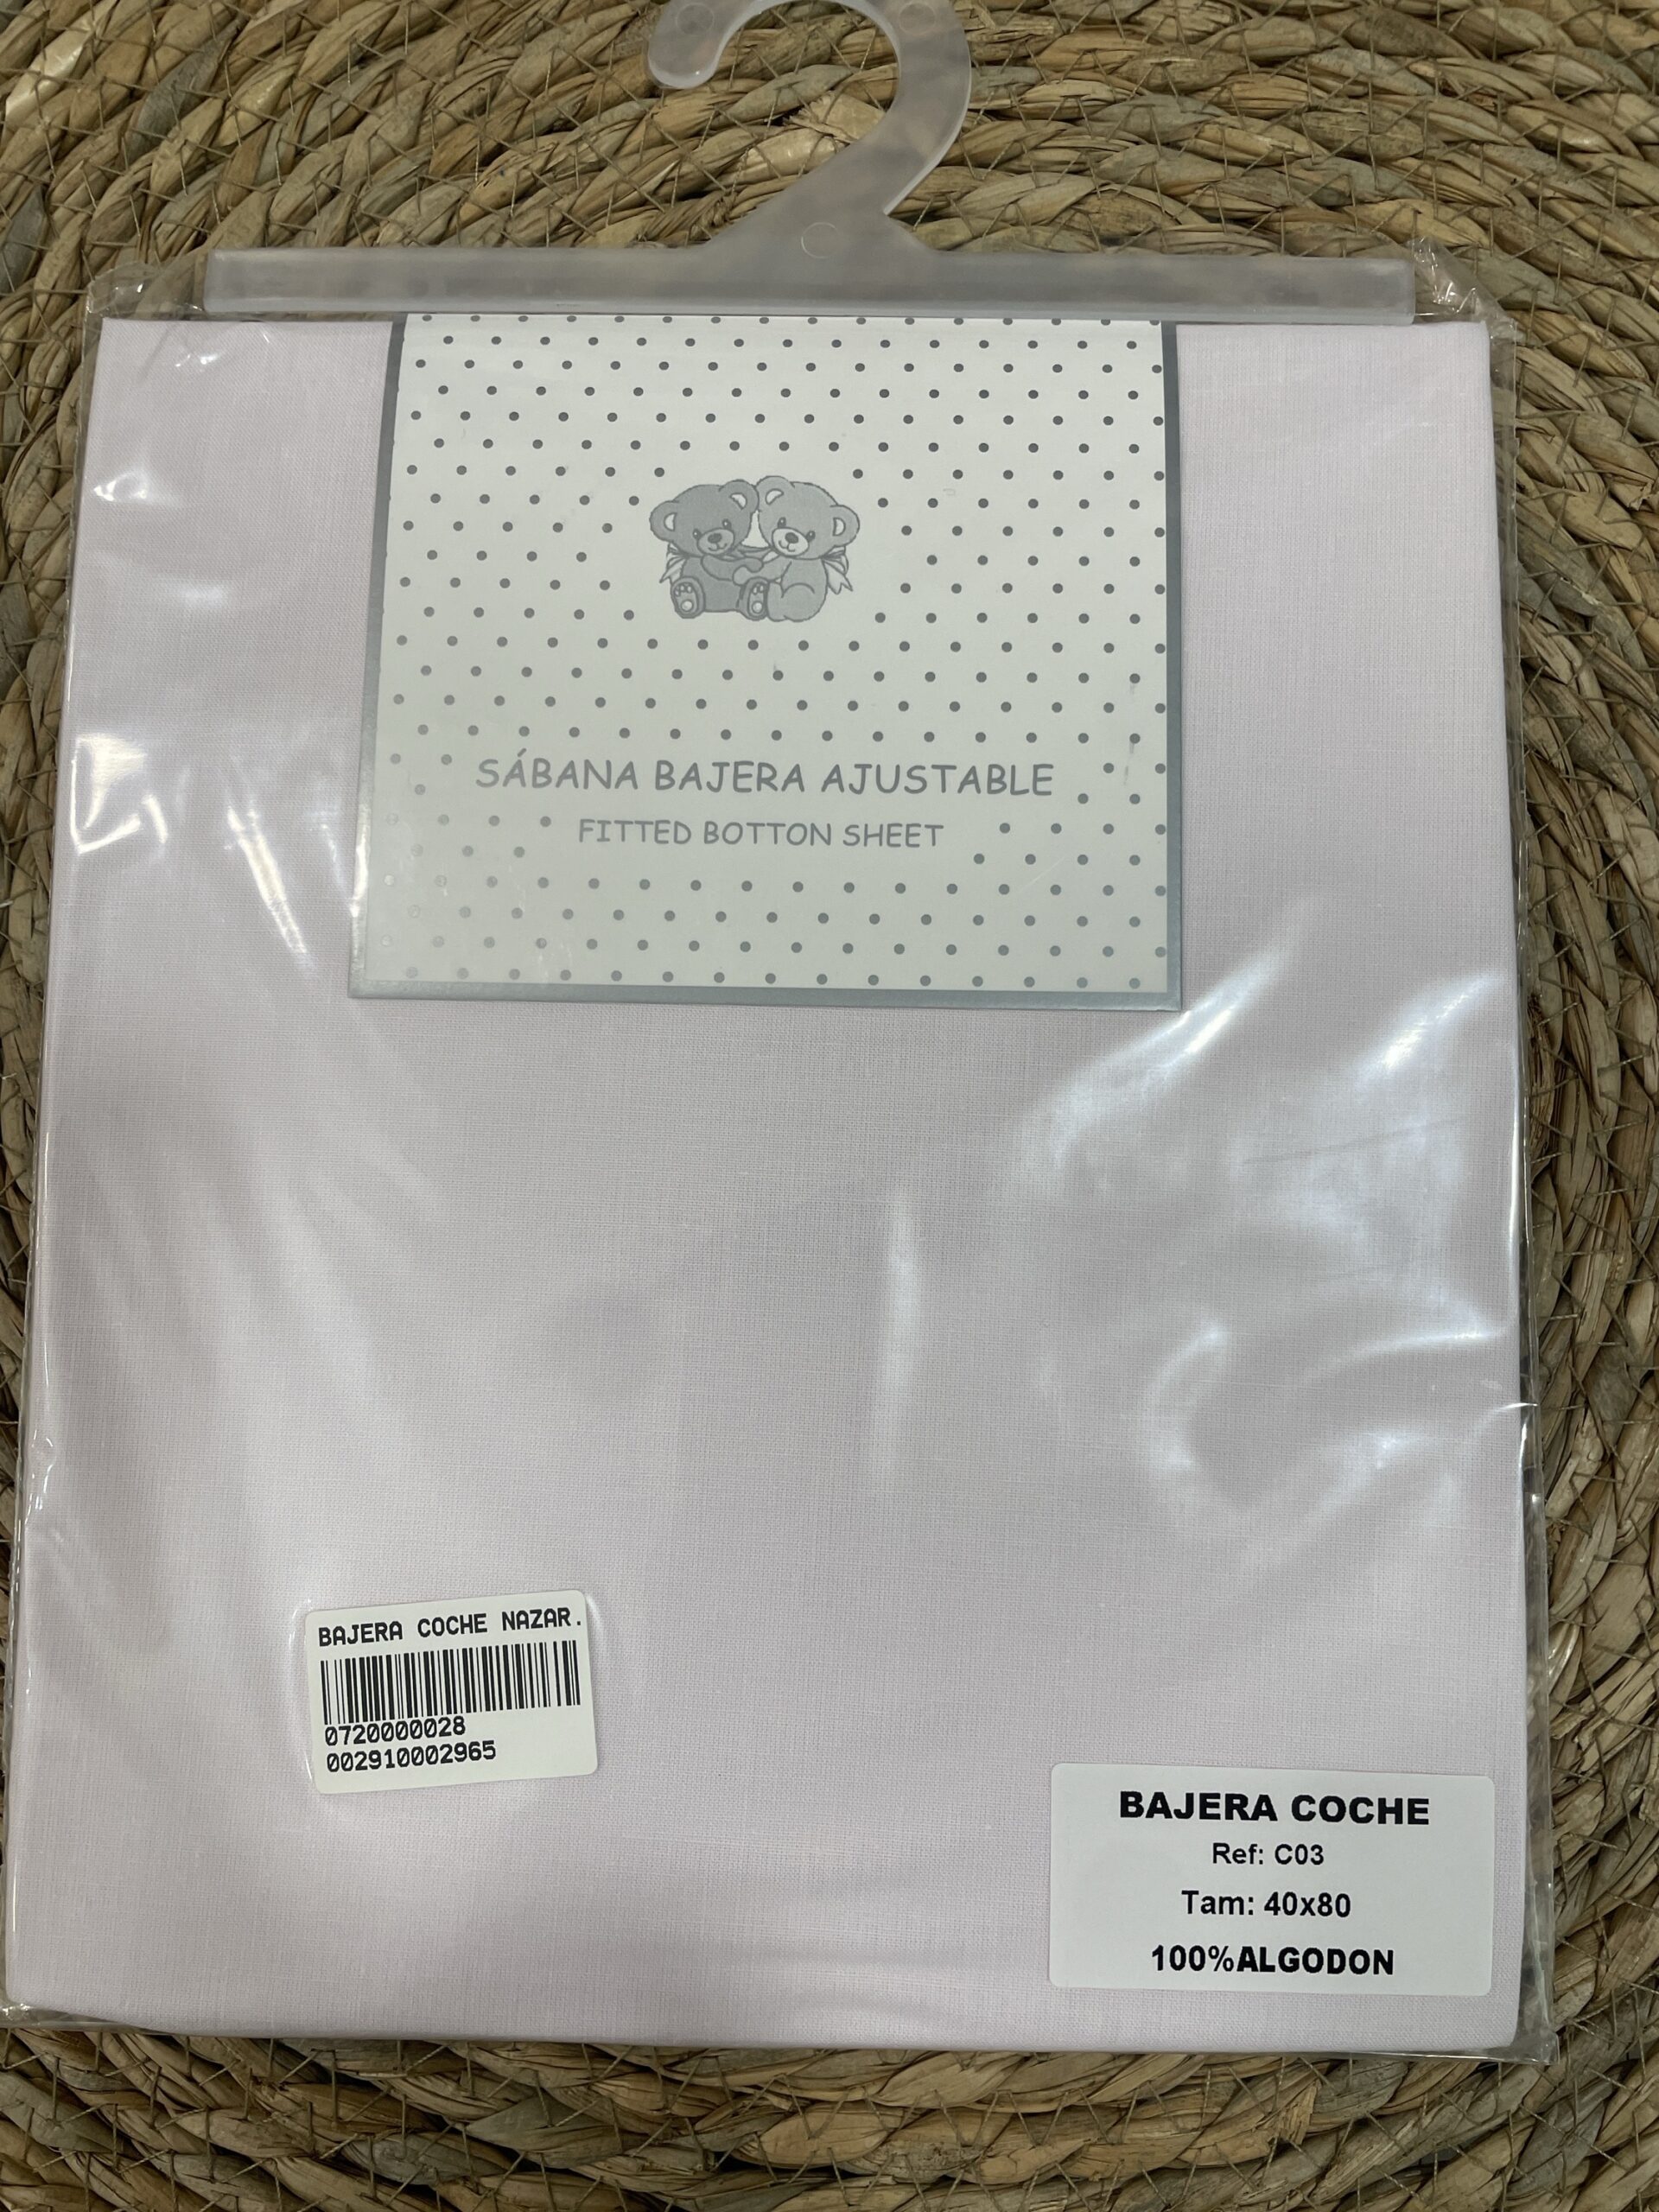 SÁBANA BAJERA AJUSTABLE
FITTED BOTTON SHEET
BAJERA COCHE NAZAR.
0720000028
002910002965
BAJERA COCHE
Ref: C03
Tam: 40x80
100%ALGODON